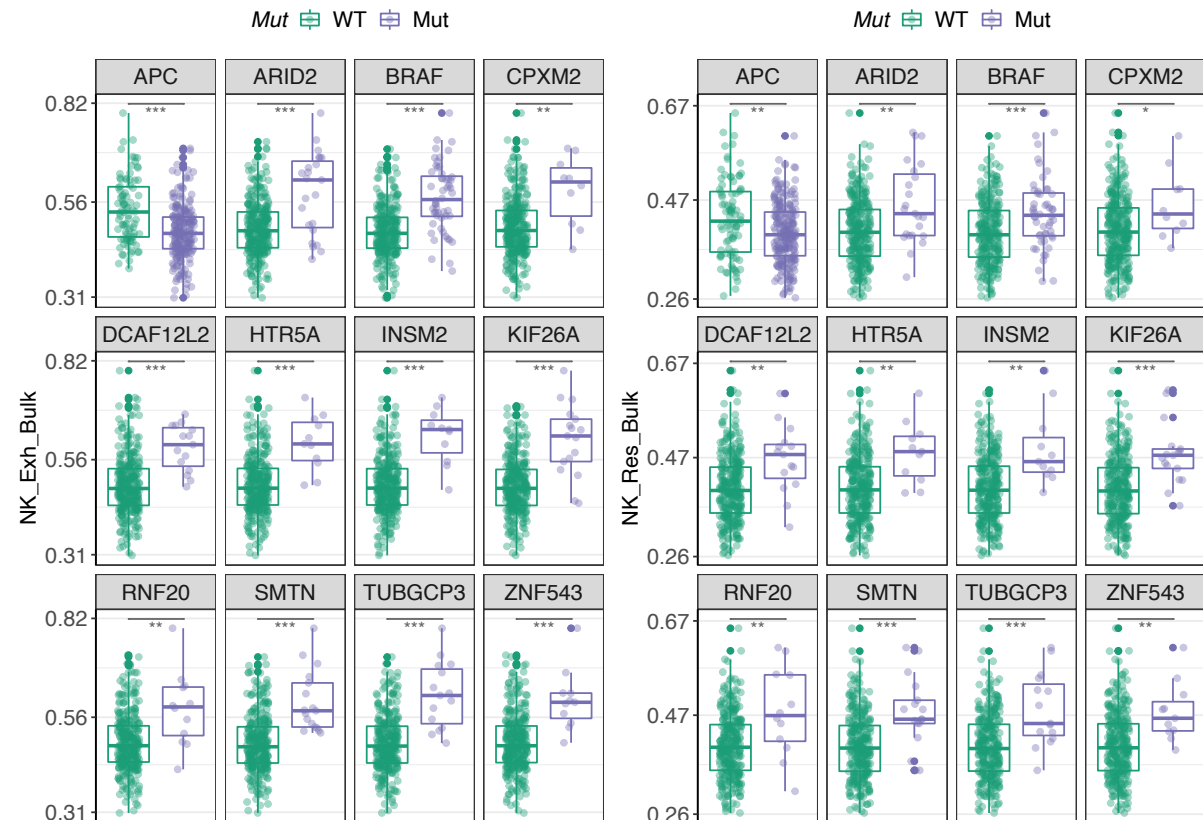 Mut WT Mut
APC ARID2 BRAF CPXM2
0.82
*** *** *** **
0.56
0.31
DCAF12L2 HTR5A INSM2 KIF26A
0.82
*** *** *** ***
0.56
0.31
NK_Exh_Bulk
RNF20 SMTN TUBGCP3 ZNF543
0.82
** *** *** ***
0.56
0.31
Mut WT Mut
APC ARID2 BRAF CPXM2
0.67
** ** *** *
0.47
0.26
DCAF12L2 HTR5A INSM2 KIF26A
0.67
** ** ** ***
0.47
0.26
NK_Res_Bulk
RNF20 SMTN TUBGCP3 ZNF543
0.67
** *** *** **
0.47
0.26